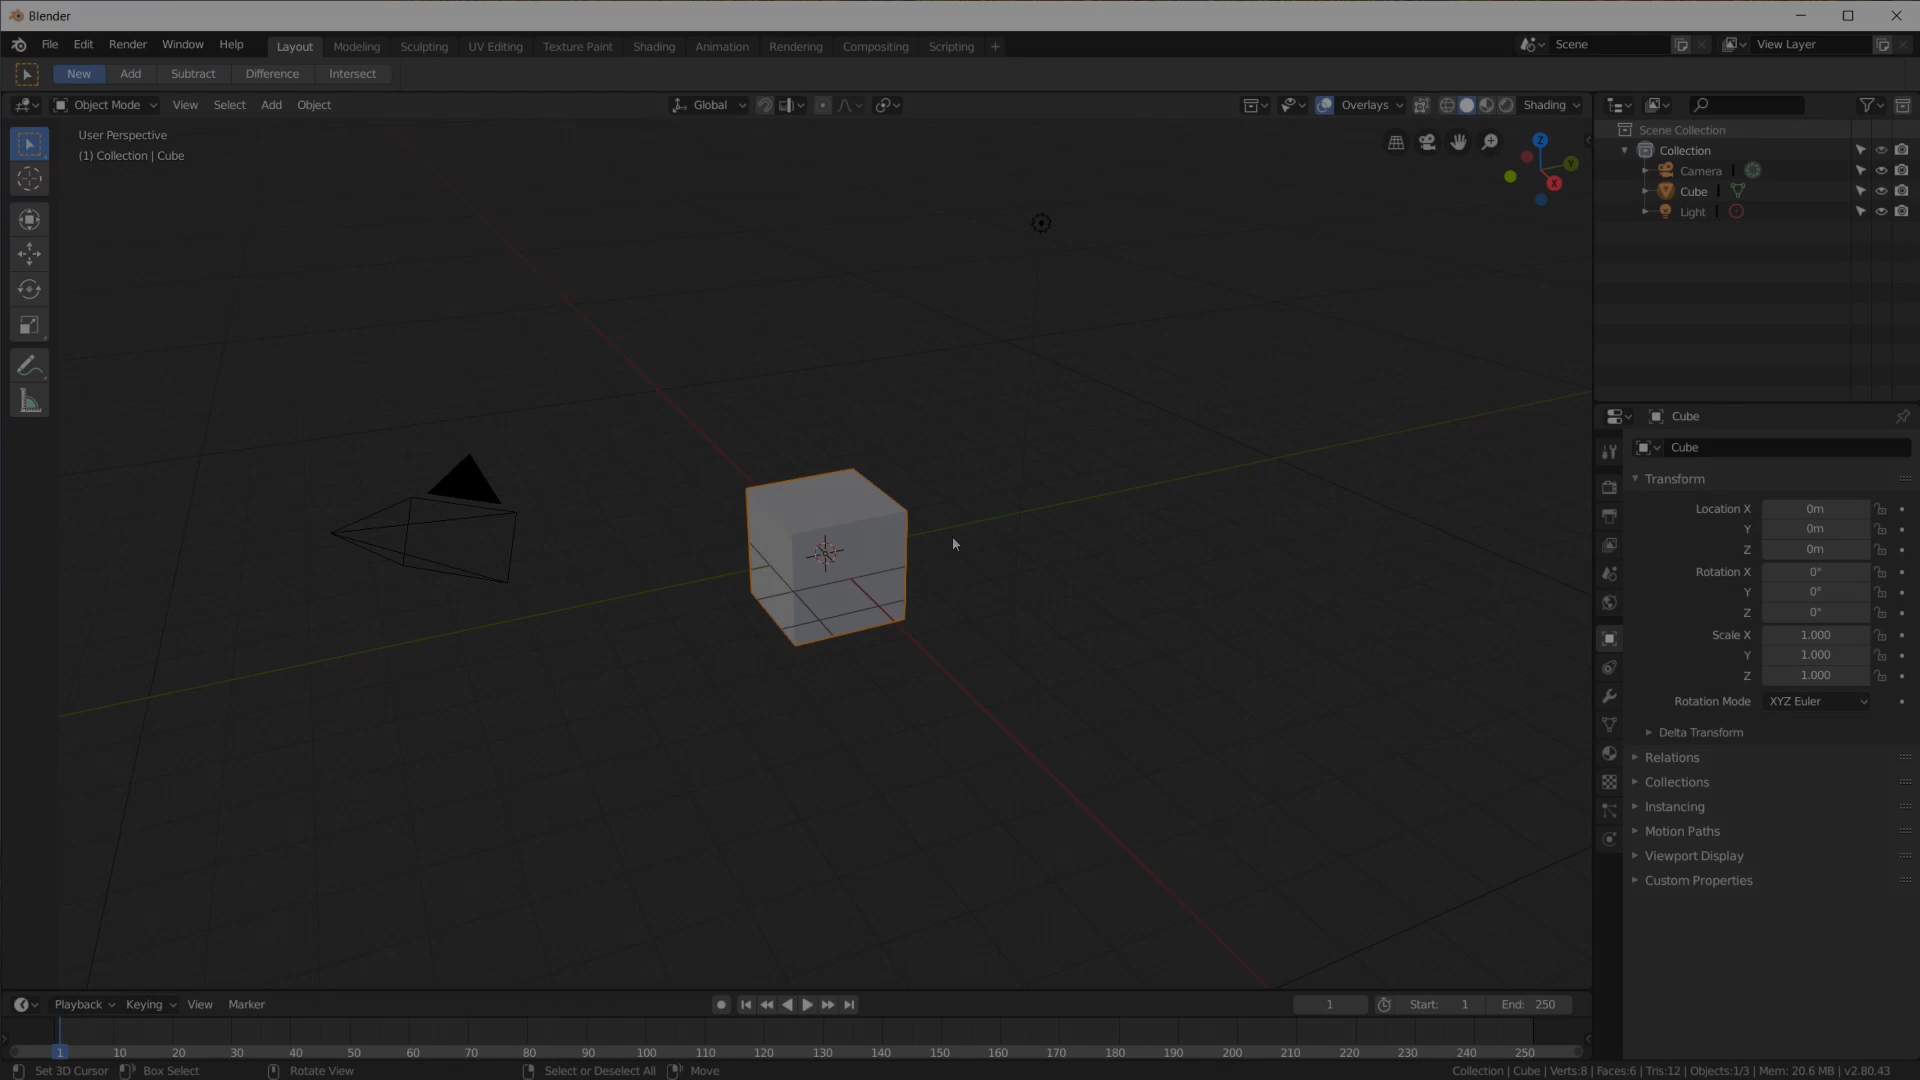 Blender
File Edit Render Window Help Layout Modeling Sculpting UV Editing Texture Paint Shading Animation Rendering Compositing Scripting + Scene View Layer
New Add Subtract Difference Intersect
Object Mode View Select Add Object Global Overlays Shading
User Perspective
(1) Collection | Cube
Z
Y
X
Scene Collection
Collection
Camera
Cube
Light
Cube
Cube
Transform
Location X 0m
Y 0m
Z 0m
Rotation X 0°
Y 0°
Z 0°
Scale X 1.000
Y 1.000
Z 1.000
Rotation Mode XYZ Euler
Delta Transform
Relations
Collections
Instancing
Motion Paths
Viewport Display
Custom Properties
Playback Keying View Marker 1 Start: 1 End: 250
1 10 20 30 40 50 60 70 80 90 100 110 120 130 140 150 160 170 180 190 200 210 220 230 240 250
Set 3D Cursor Box Select Rotate View Select or Deselect All Move Collection | Cube | Verts:8 | Faces:6 | Tris:12 | Objects:1/3 | Mem: 20.6 MB | v2.80.43